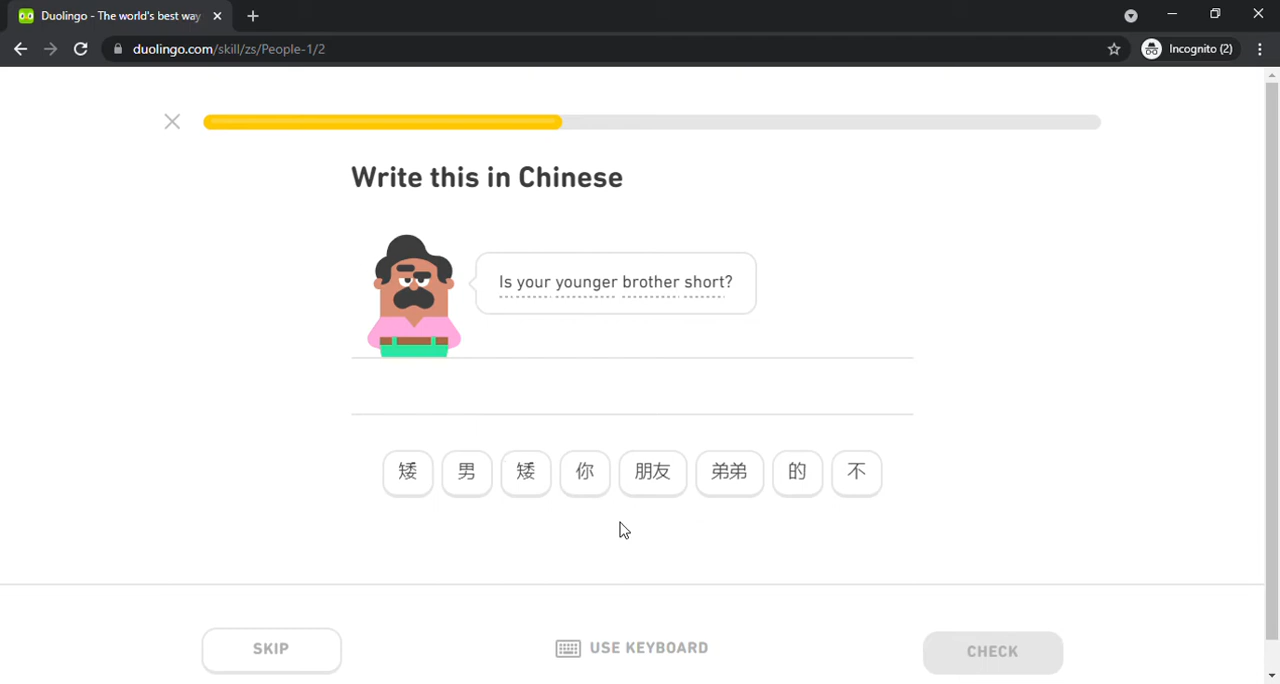 Duolingo - The world's best way
duolingo.com/skill/zs/People-1/2
Incognito (2)
Write this in Chinese
Is your younger brother short?
矮 男 矮 你 朋友 弟弟 的 不
SKIP
USE KEYBOARD
CHECK